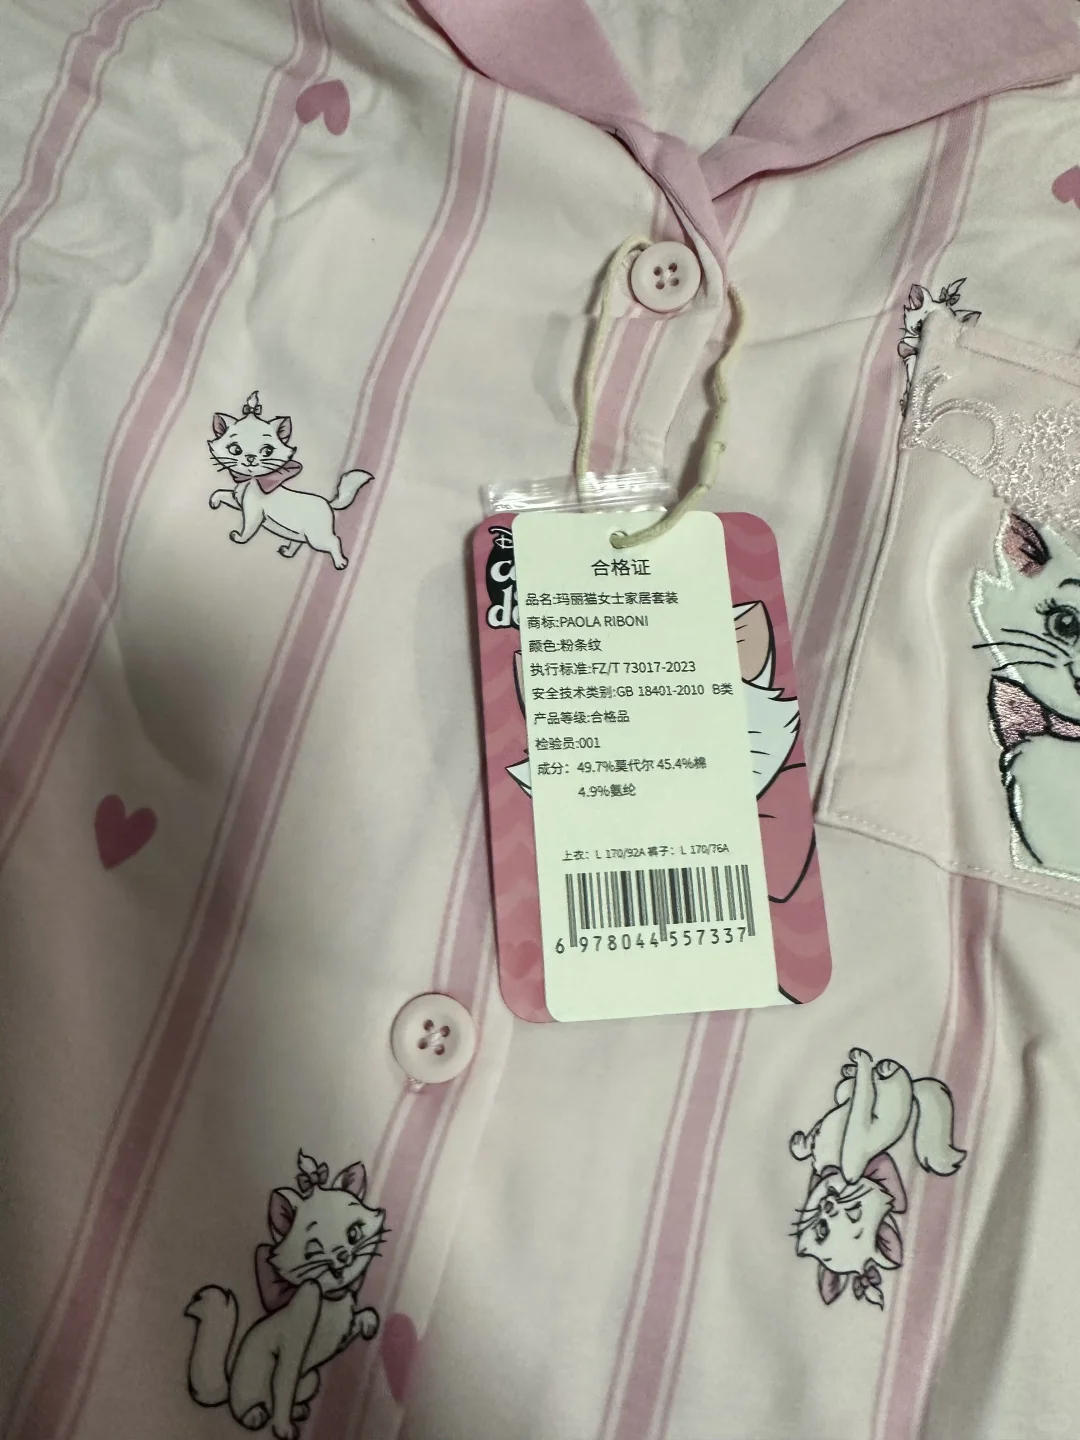 合格证
品名:玛丽猫女士家居套装
商标:PAOLA RIBONI
颜色:粉条纹
执行标准:FZ/T 73017-2023
安全技术类别:GB 18401-2010 B类
产品等级:合格品
检验员:001
成分: 49.7%莫代尔 45.4%棉
4.9%氨纶
上衣: L 170/92A 裤子: L 170/76A
6 978044 557337